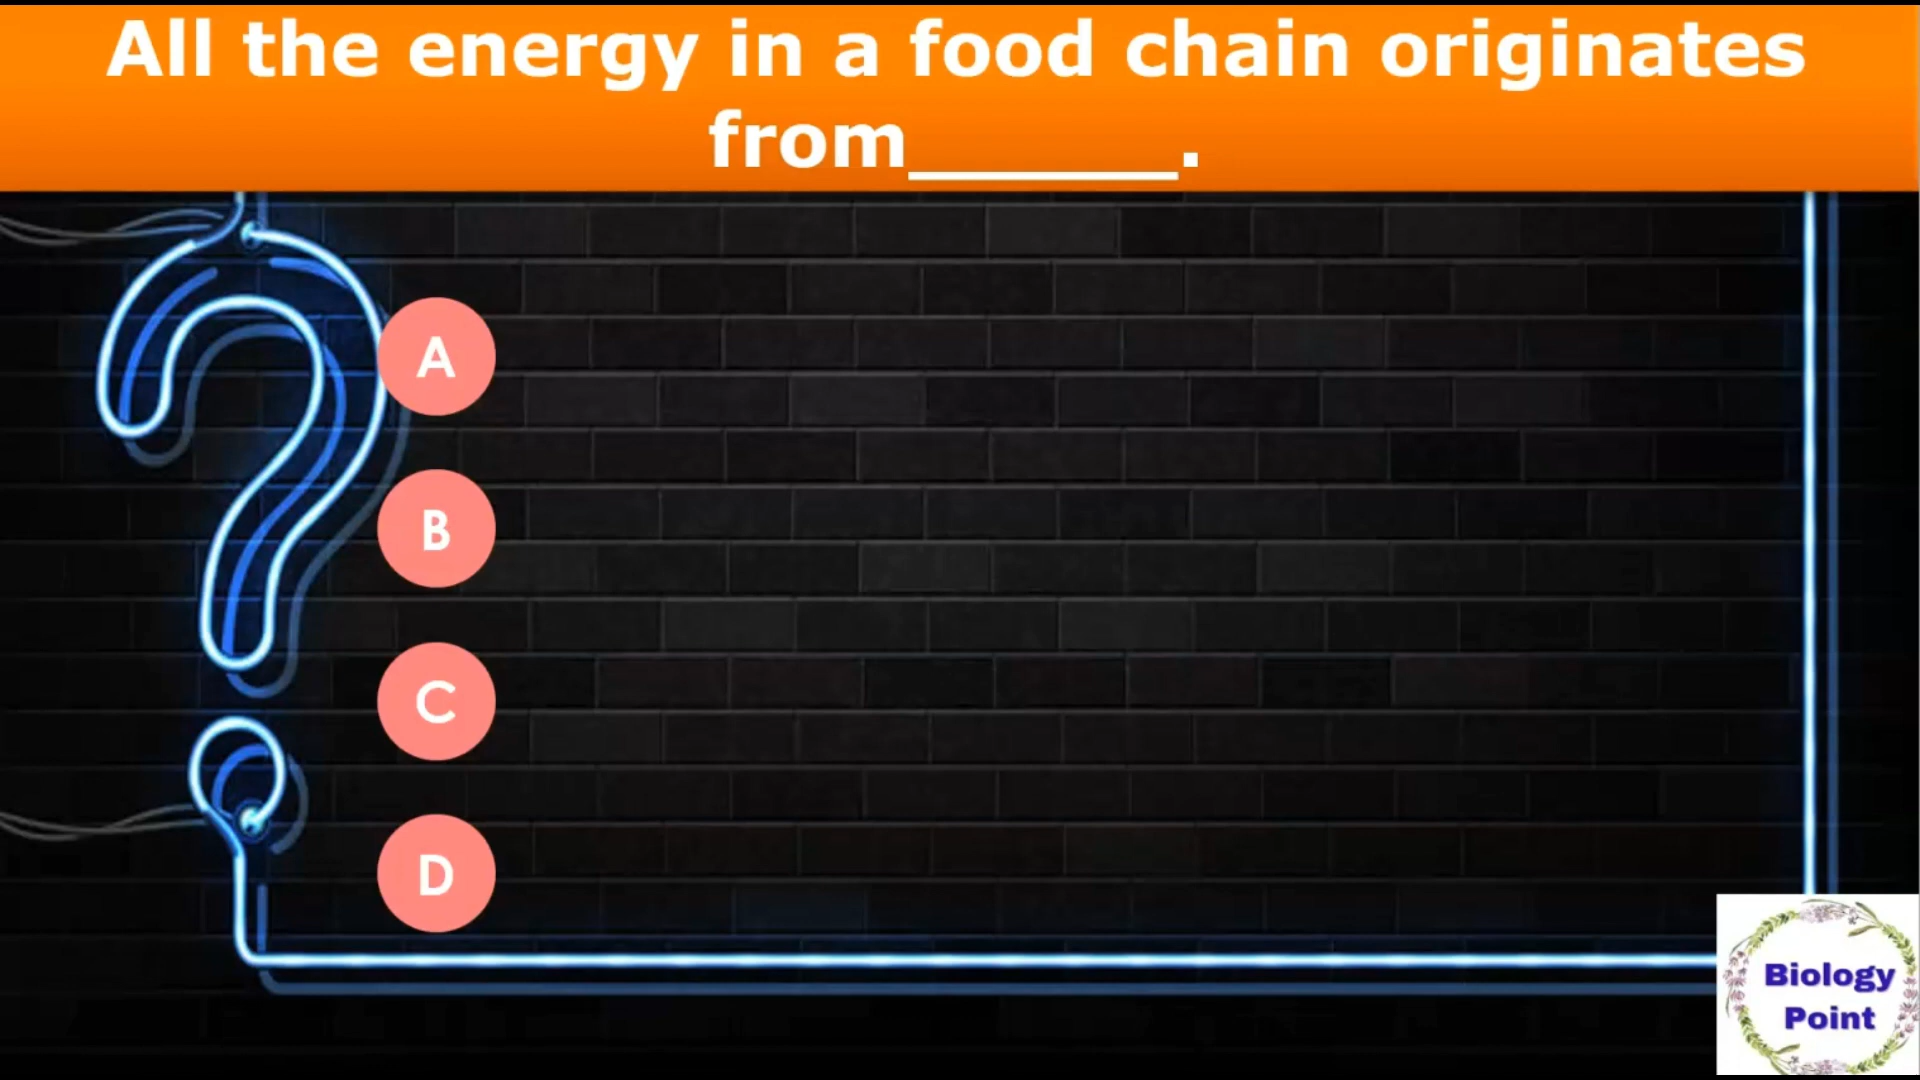 All the energy in a food chain originates
from______.
A
B
C
D
Biology
Point